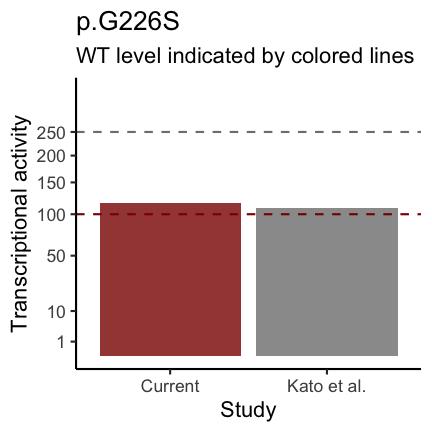 p.G226S
WT level indicated by colored lines
Transcriptional activity
250
200
150
100
50
10
1
Current
Kato et al.
Study